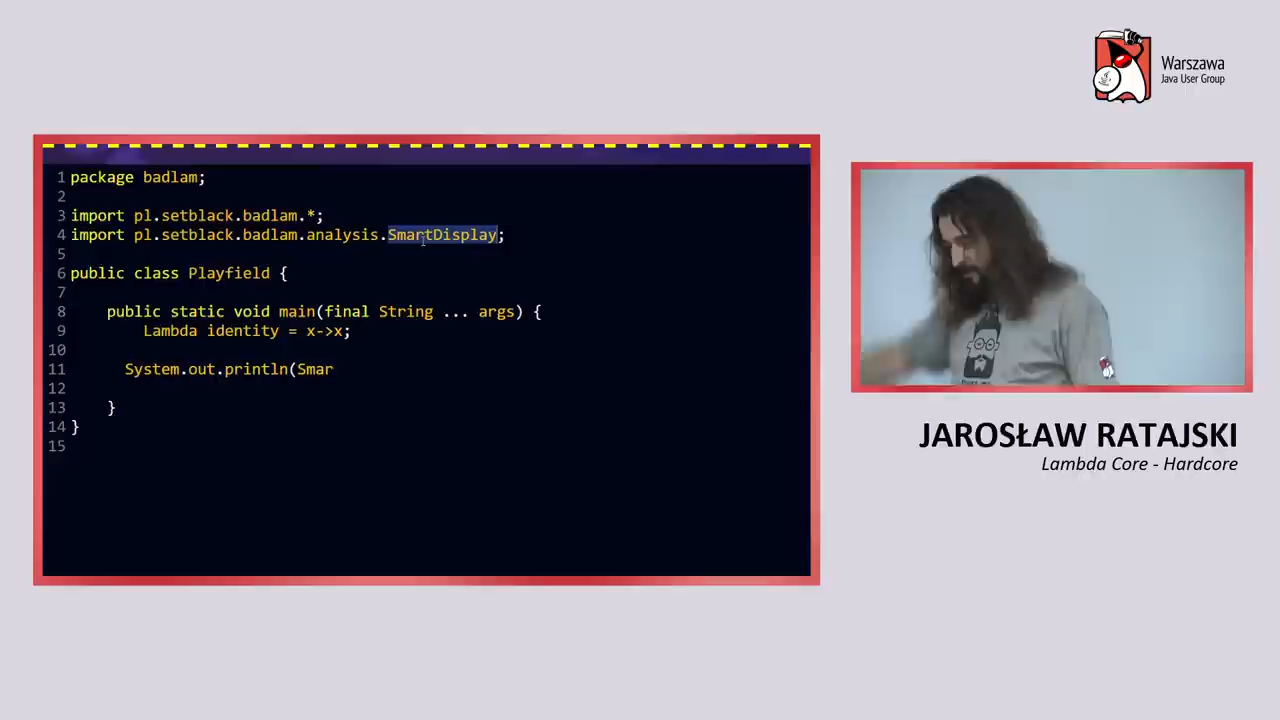 Warszawa
Java User Group
1 package badlam;
2
3 import pl.setblack.badlam.*;
4 import pl.setblack.badlam.analysis.SmartDisplay;
5
6 public class Playfield {
7
8 public static void main(final String ... args) {
9 Lambda identity = x->x;
10
11 System.out.println(Smar
12
13 }
14 }
15
JAROSŁAW RATAJSKI
Lambda Core - Hardcore